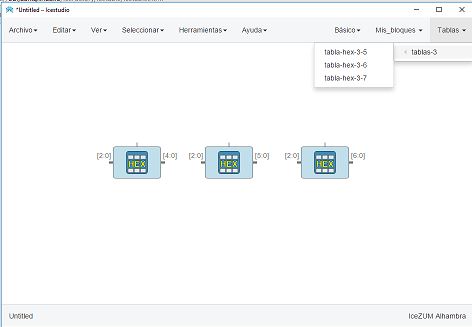 *Untitled – Icestudio
Archivo Editar Ver Seleccionar Herramientas Ayuda Básico Mis_bloques Tablas
tabla-hex-3-5 tablas-3
tabla-hex-3-6
tabla-hex-3-7
[2:0] [4:0] [2:0] [5:0] [2:0] [6:0]
HEX HEX HEX
Untitled IceZUM Alhambra